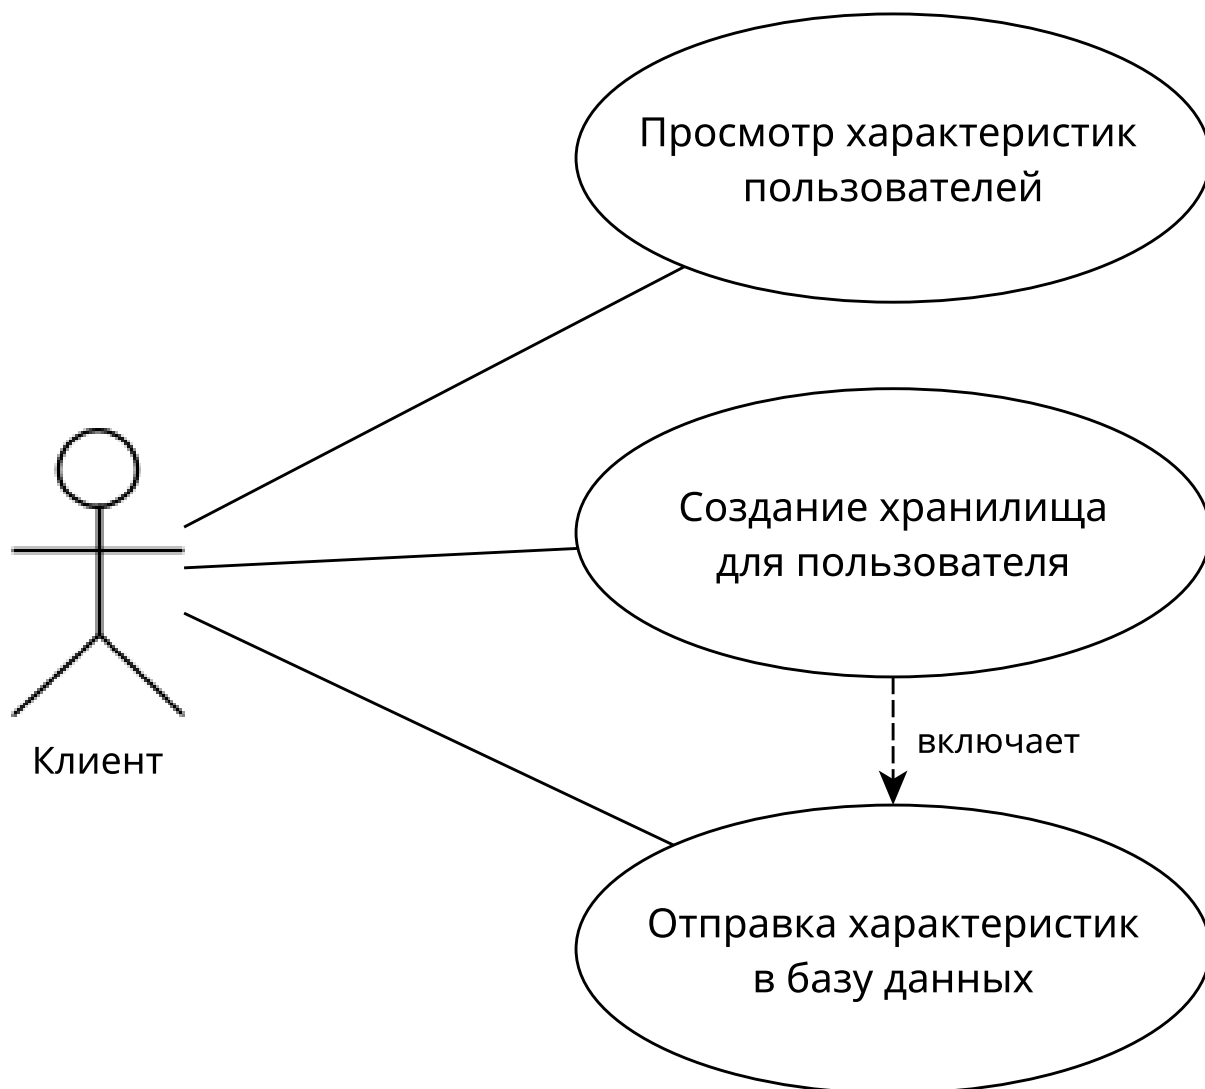 Просмотр характеристик
пользователей
Создание хранилища
для пользователя
включает
Клиент
Отправка характеристик
в базу данных